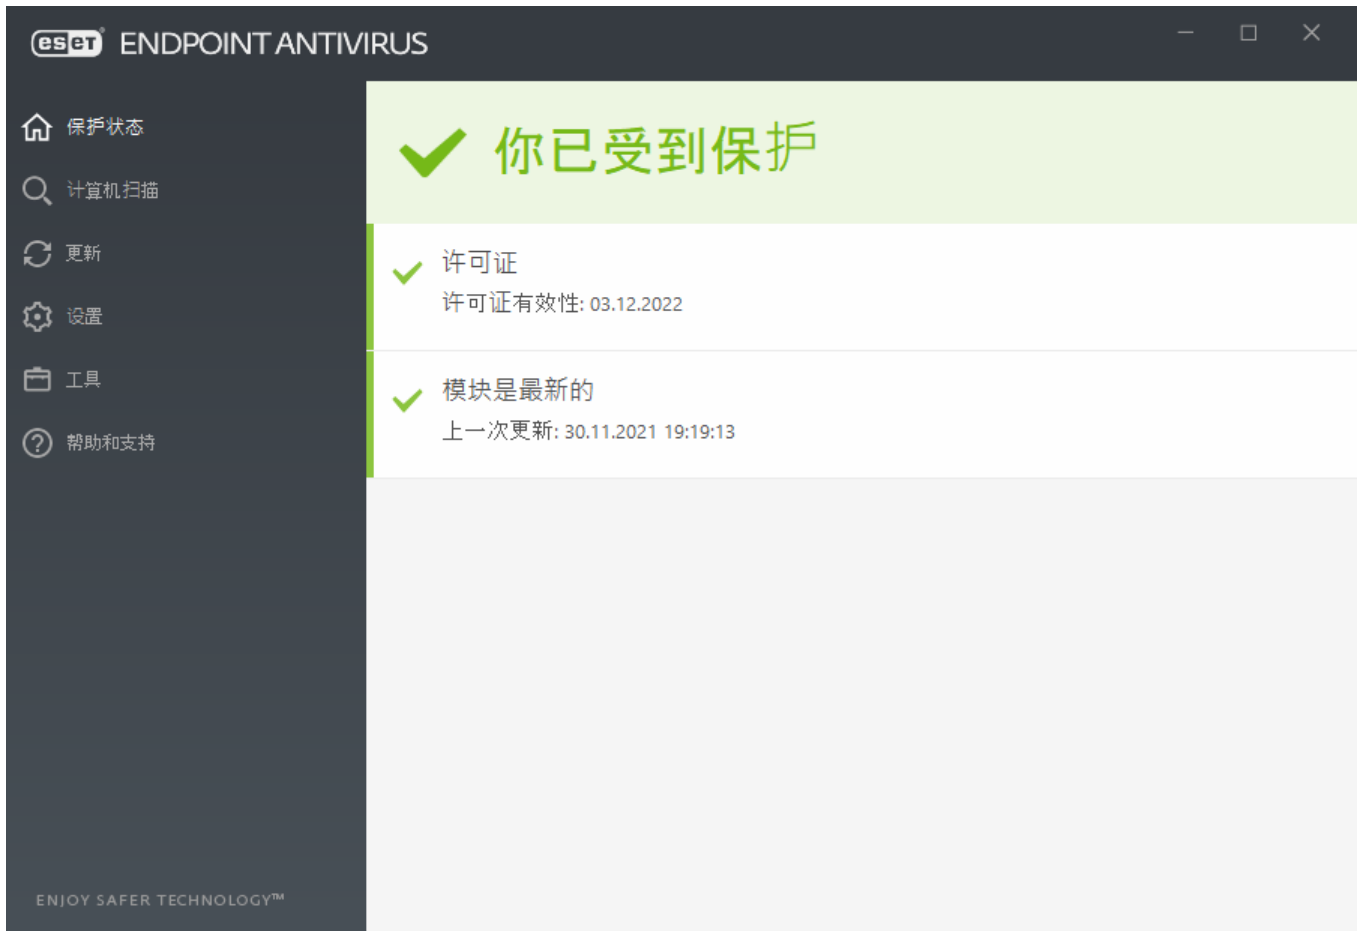 eset ENDPOINT ANTIVIRUS
保护状态
计算机扫描
更新
设置
工具
帮助和支持
ENJOY SAFER TECHNOLOGY™
你已受到保护
许可证
许可证有效性: 03.12.2022
模块是最新的
上一次更新: 30.11.2021 19:19:13